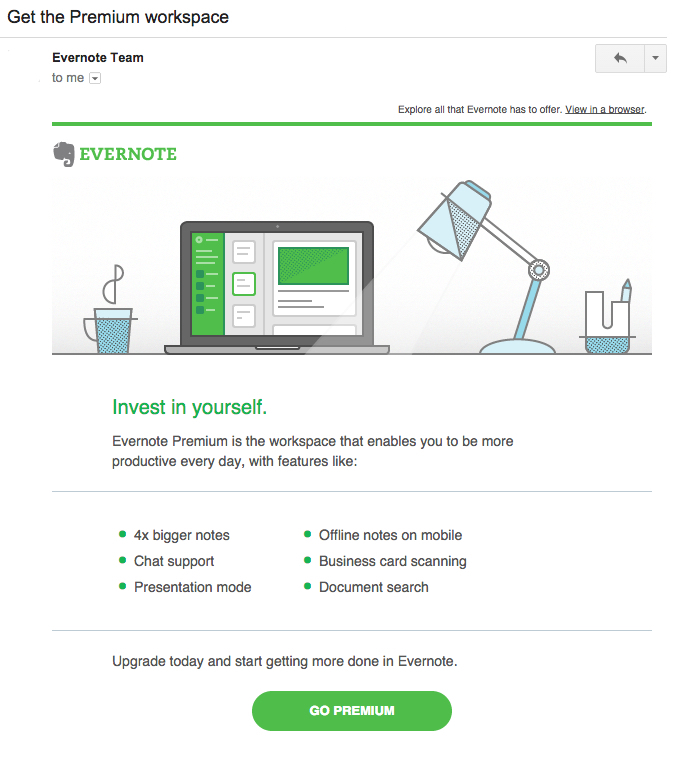 Get the Premium workspace
Evernote Team
to me
Explore all that Evernote has to offer. View in a browser.
EVERNOTE
Invest in yourself.
Evernote Premium is the workspace that enables you to be more
productive every day, with features like:
4x bigger notes
Chat support
Presentation mode
Offline notes on mobile
Business card scanning
Document search
Upgrade today and start getting more done in Evernote.
GO PREMIUM